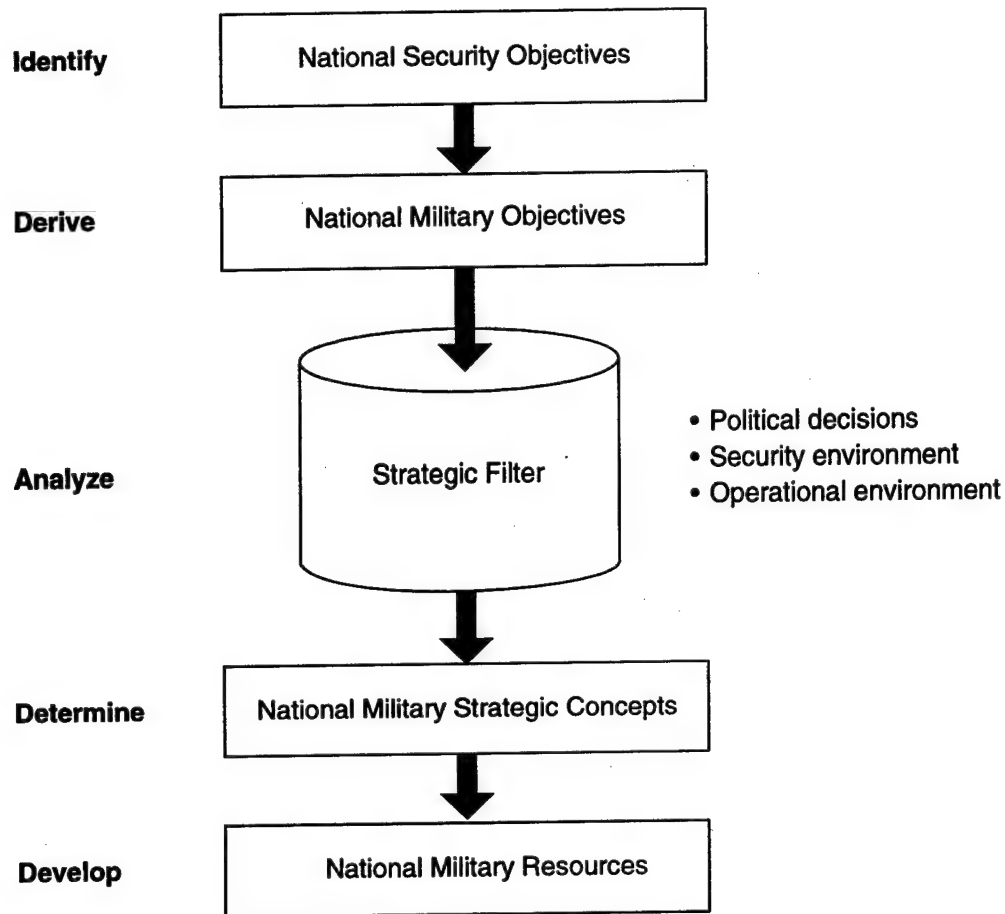 Identify
National Security Objectives
Derive
National Military Objectives
Analyze
Strategic Filter
• Political decisions
• Security environment
• Operational environment
Determine
National Military Strategic Concepts
Develop
National Military Resources